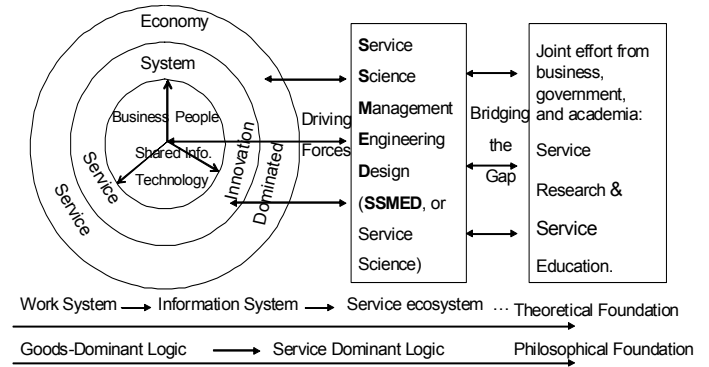 Economy
System
Business People
Shared Info.
Technology
Service
Service
Innovation
Dominated
Driving
Forces
Service
Science
Management
Engineering
Design
(SSMED, or
Service
Science)
Bridging
the
Gap
Joint effort from
business,
government,
and academia:
Service
Research &
Service
Education.
Work System Information System Service ecosystem … Theoretical Foundation
Goods-Dominant Logic Service Dominant Logic Philosophical Foundation